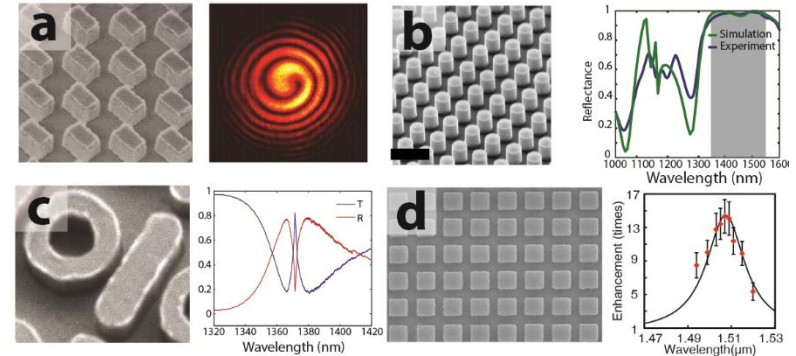 a
b
Reflectance
1
0.8
0.6
0.4
0.2
0
Simulation
Experiment
1000 1100 1200 1300 1400 1500 1600
Wavelength (nm)
c
1
0.8
0.6
0.4
0.2
0
T
R
1320 1340 1360 1380 1400 1420
Wavelength (nm)
d
Enhancement (times)
17
13
9
5
1
1.47 1.49 1.51 1.53
Wavelength(μm)